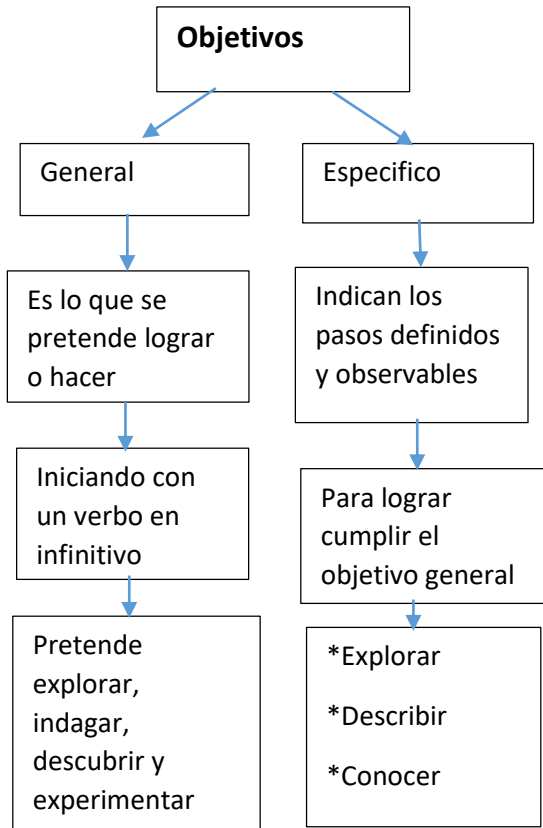 Objetivos
General
Especifico
Es lo que se
pretende lograr
o hacer
Indican los
pasos definidos
y observables
Iniciando con
un verbo en
infinitivo
Para lograr
cumplir el
objetivo general
Pretende
explorar,
indagar,
descubrir y
experimentar
*Explorar
*Describir
*Conocer